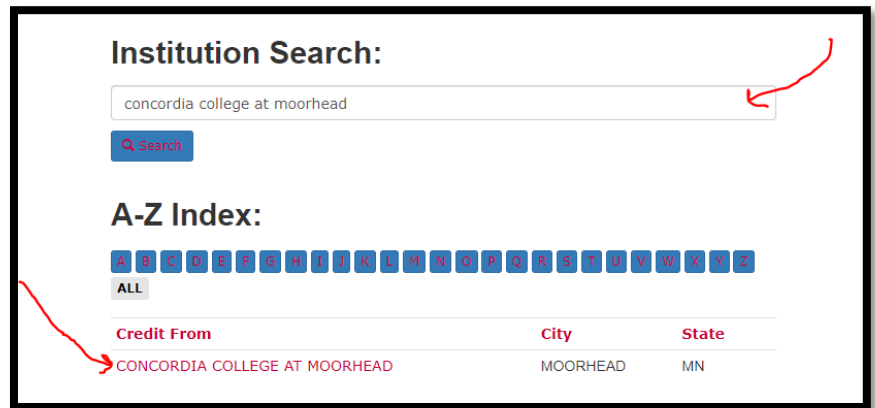 Institution Search:
concordia college at moorhead
Search
A-Z Index:
A B C D E F G H I J K L M N O P Q R S T U V W X Y Z
ALL
Credit From City State
CONCORDIA COLLEGE AT MOORHEAD MOORHEAD MN